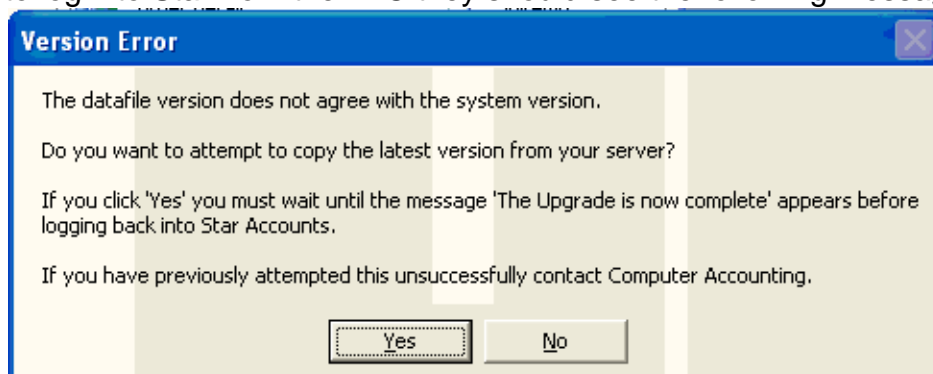 Version Error
The datafile version does not agree with the system version.
Do you want to attempt to copy the latest version from your server?
If you click 'Yes' you must wait until the message 'The Upgrade is now complete' appears before
logging back into Star Accounts.
If you have previously attempted this unsuccessfully contact Computer Accounting.
Yes
No